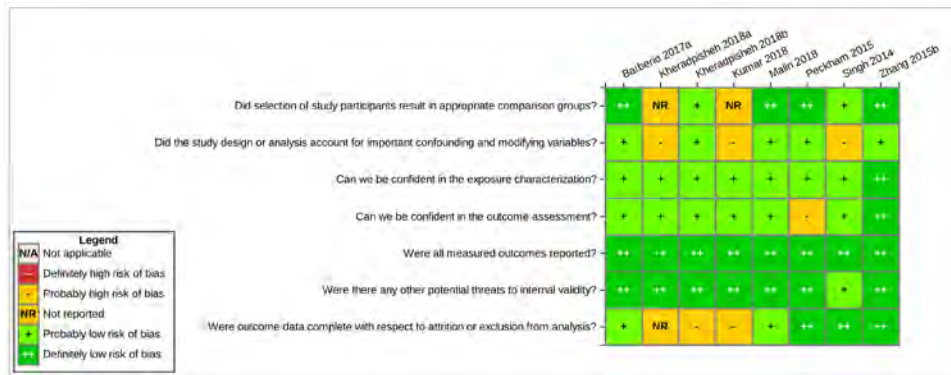 Barberio 2017a Kheradpisheh 2018a Kheradpisheh 2018b Kumar 2018 Malin 2018 Peckham 2015 Singh 2014 Zhang 2015b
Did selection of study participants result in appropriate comparison groups? ++ NR + NR ++ ++ + ++
Did the study design or analysis account for important confounding and modifying variables? + - + - + + - +
Can we be confident in the exposure characterization? + + + + + + + ++
Can we be confident in the outcome assessment? + + + + + - + ++
Were all measured outcomes reported? ++ ++ ++ ++ ++ ++ ++ ++
Were there any other potential threats to internal validity? ++ ++ ++ ++ ++ ++ + ++
Were outcome data complete with respect to attrition or exclusion from analysis? + NR - - + ++ ++ ++
Legend
N/A Not applicable
-- Definitely high risk of bias
- Probably high risk of bias
NR Not reported
+ Probably low risk of bias
++ Definitely low risk of bias